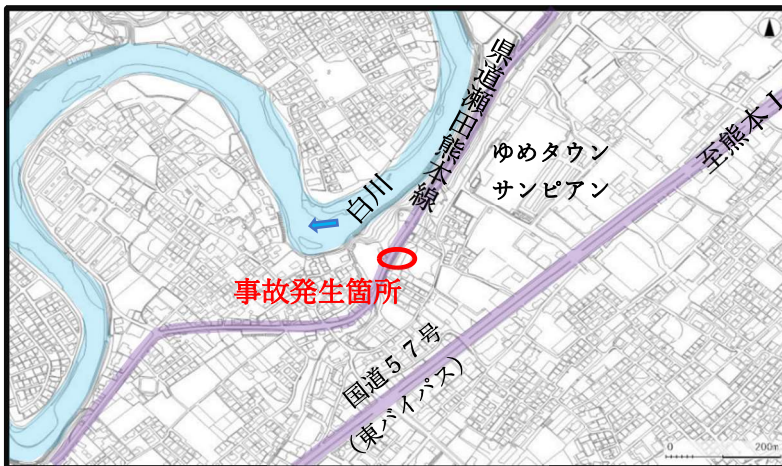 県道瀬田熊本線
ゆめタウン
サンピアン
至熊本I
白川
事故発生箇所
国道５７号
(東バイパス)
0 200m